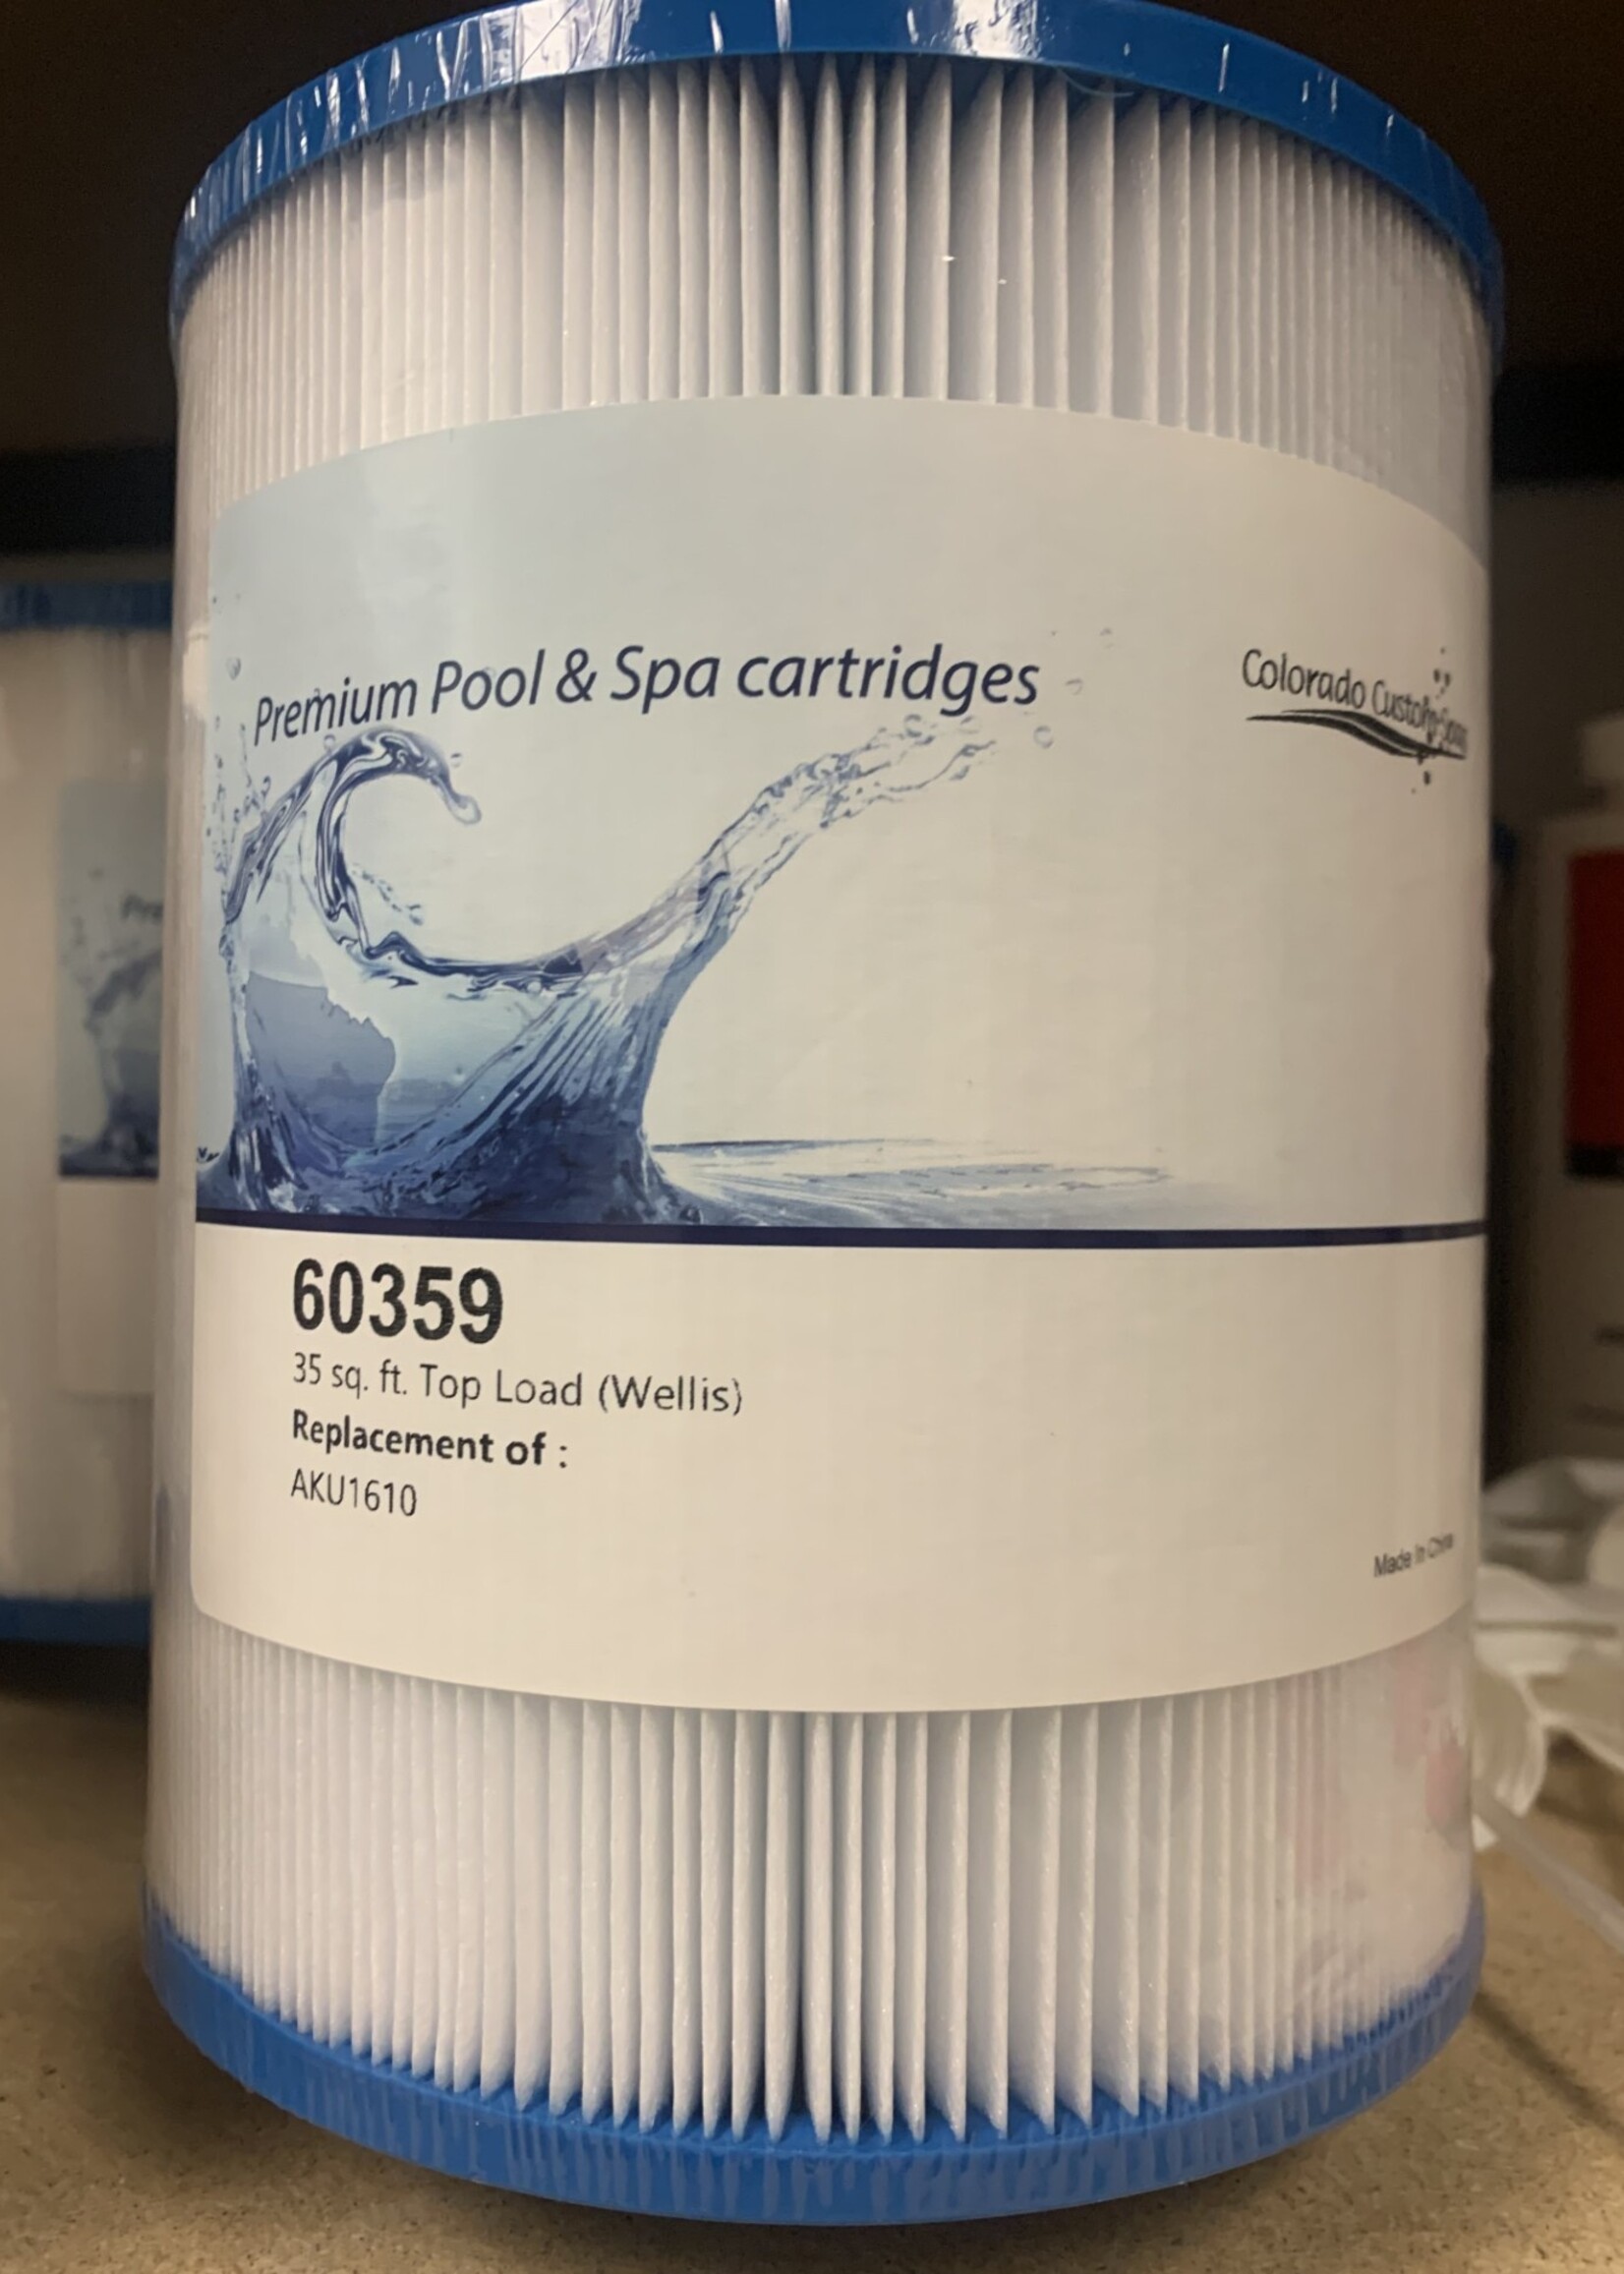 Premium Pool & Spa cartridges
Colorado Custom Spas
60359
35 sq. ft. Top Load (Wellis)
Replacement of :
AKU1610
Made In China